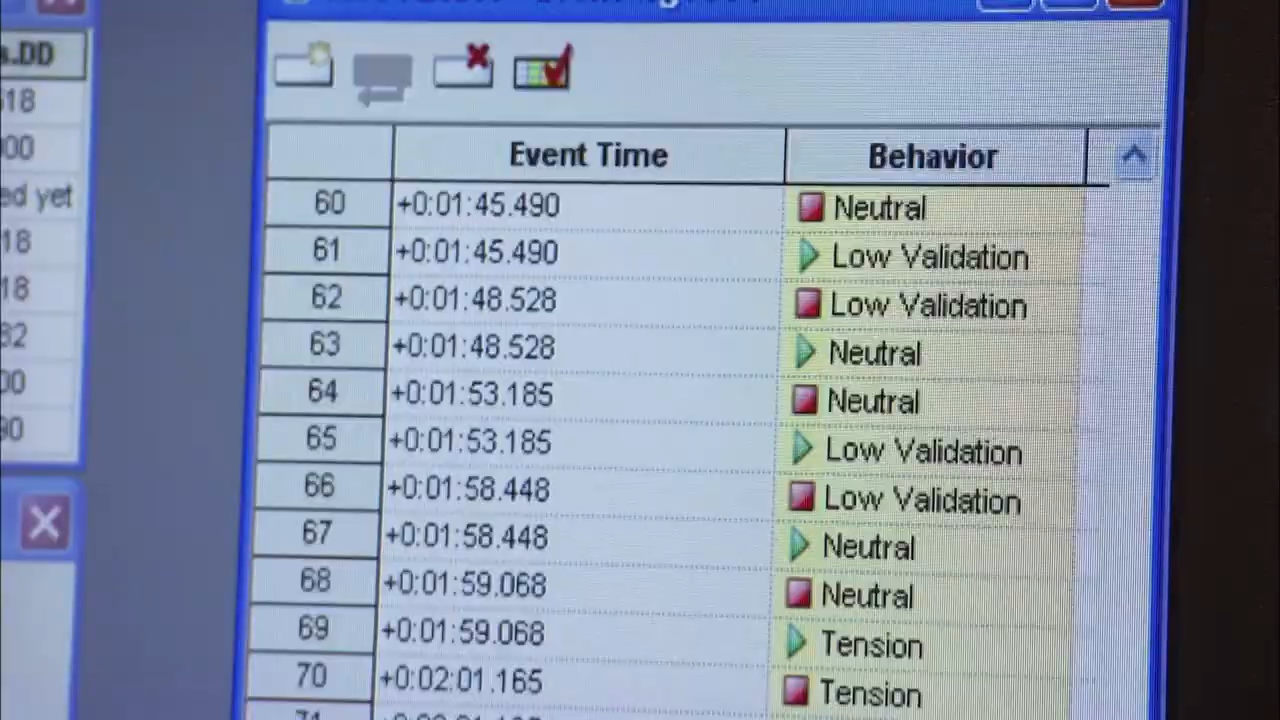 s.DD
518
000
ed yet
18
18
32
00
90
Event Time Behavior
60 +0:01:45.490 Neutral
61 +0:01:45.490 Low Validation
62 +0:01:48.528 Low Validation
63 +0:01:48.528 Neutral
64 +0:01:53.185 Neutral
65 +0:01:53.185 Low Validation
66 +0:01:58.448 Low Validation
67 +0:01:58.448 Neutral
68 +0:01:59.068 Neutral
69 +0:01:59.068 Tension
70 +0:02:01.165 Tension
71